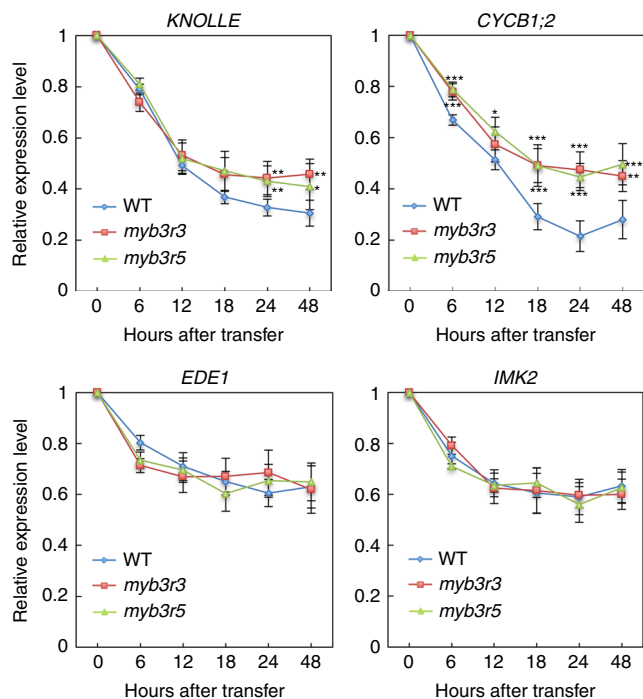 KNOLLE
Relative expression level
1
0.8
0.6
0.4
0.2
0
**
**
**
*
WT
myb3r3
myb3r5
0 6 12 18 24 48
Hours after transfer
CYCB1;2
1
0.8
0.6
0.4
0.2
0
***
***
*
***
***
***
***
***
**
WT
myb3r3
myb3r5
0 6 12 18 24 48
Hours after transfer
EDE1
Relative expression level
1
0.8
0.6
0.4
0.2
0
WT
myb3r3
myb3r5
0 6 12 18 24 48
Hours after transfer
IMK2
1
0.8
0.6
0.4
0.2
0
WT
myb3r3
myb3r5
0 6 12 18 24 48
Hours after transfer